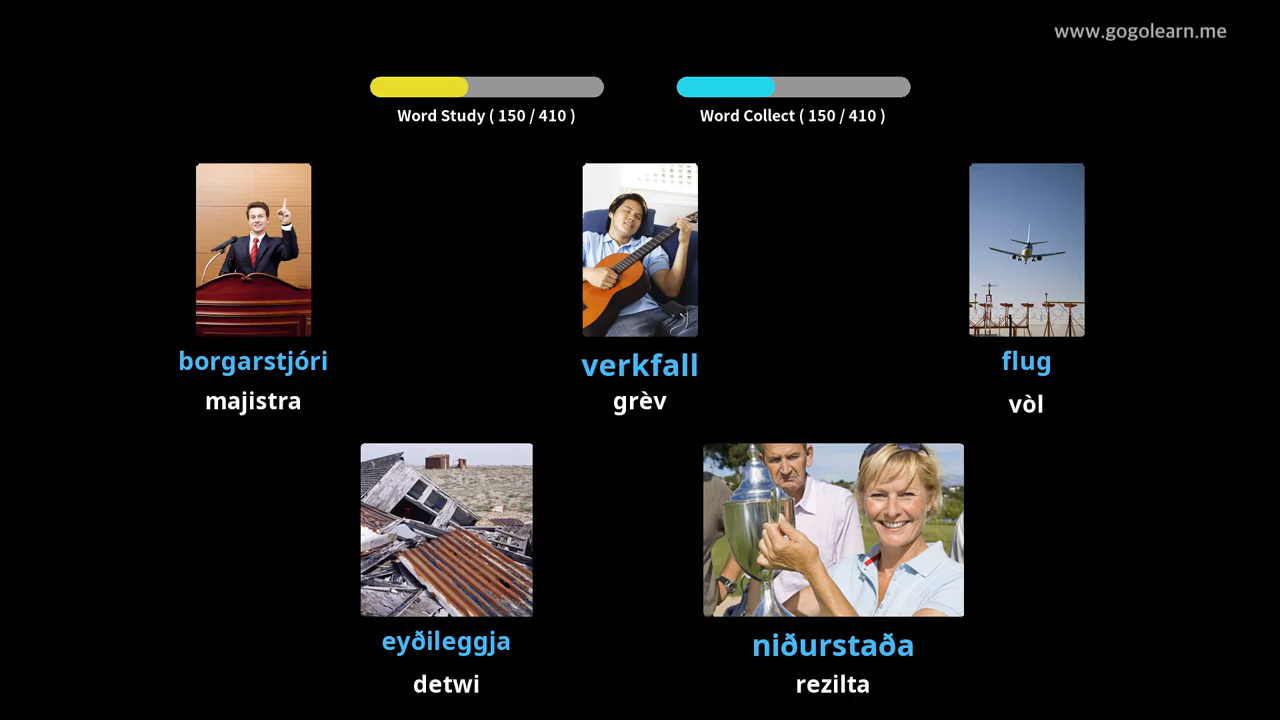 www.gogolearn.me
Word Study ( 150 / 410 )
Word Collect ( 150 / 410 )
borgarstjóri
majistra
verkfall
grèv
flug
vòl
eyðileggja
detwi
niðurstaða
rezilta